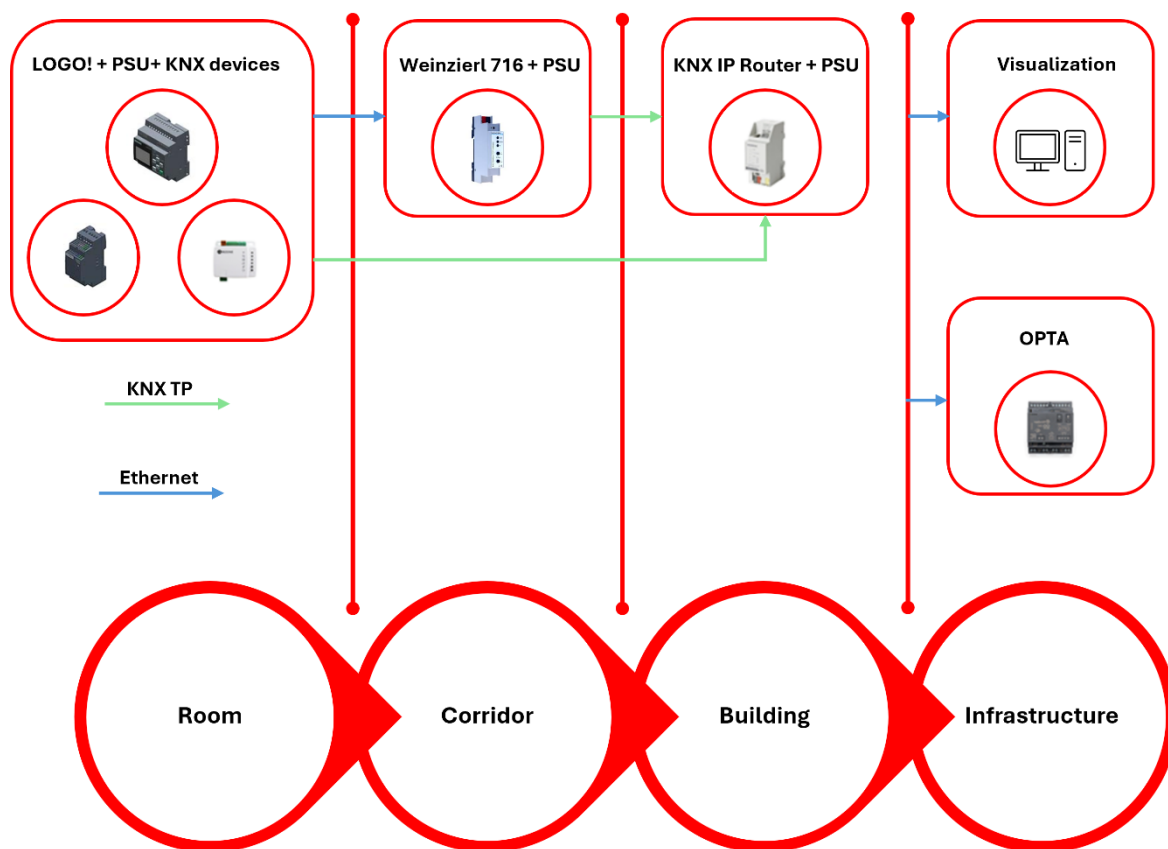 LOGO! + PSU+ KNX devices
Weinzierl 716 + PSU
KNX IP Router + PSU
Visualization
OPTA
KNX TP
Ethernet
Room
Corridor
Building
Infrastructure